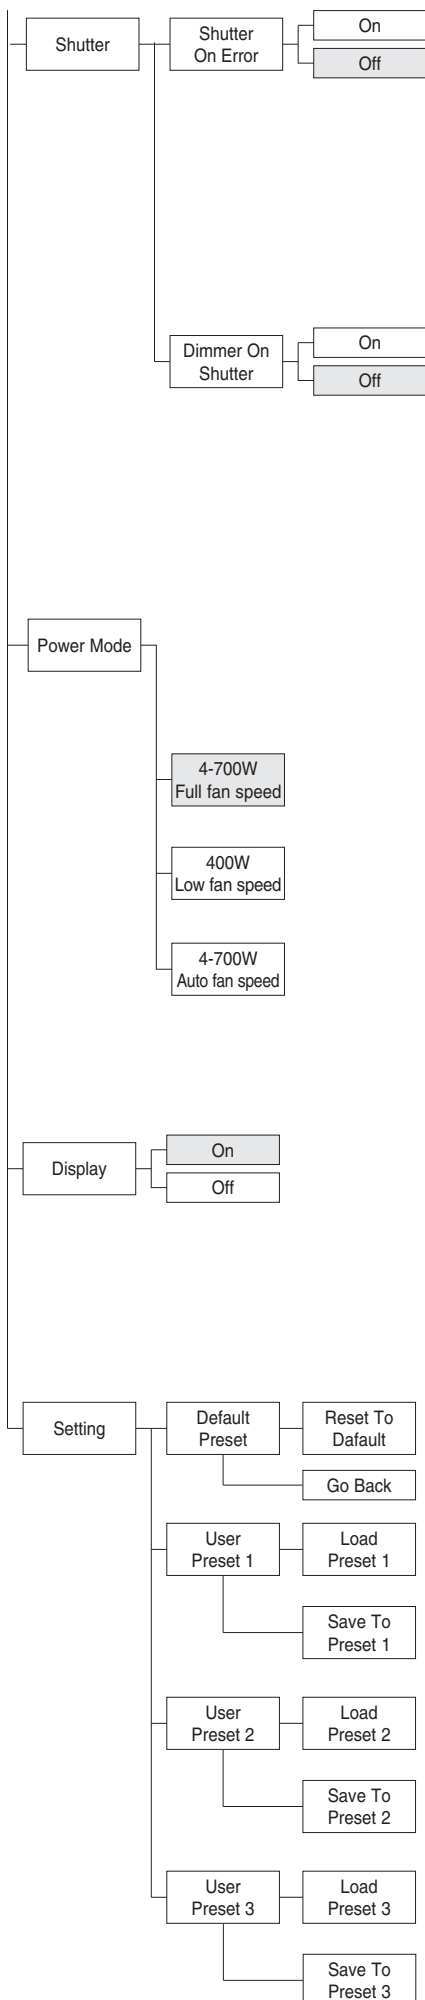 Shutter
Shutter
On Error
On
Off
Dimmer On
Shutter
On
Off
Power Mode
4-700W
Full fan speed
400W
Low fan speed
4-700W
Auto fan speed
Display
On
Off
Setting
Default
Preset
Reset To
Dafault
Go Back
User
Preset 1
Load
Preset 1
Save To
Preset 1
User
Preset 2
Load
Preset 2
Save To
Preset 2
User
Preset 3
Load
Preset 3
Save To
Preset 3